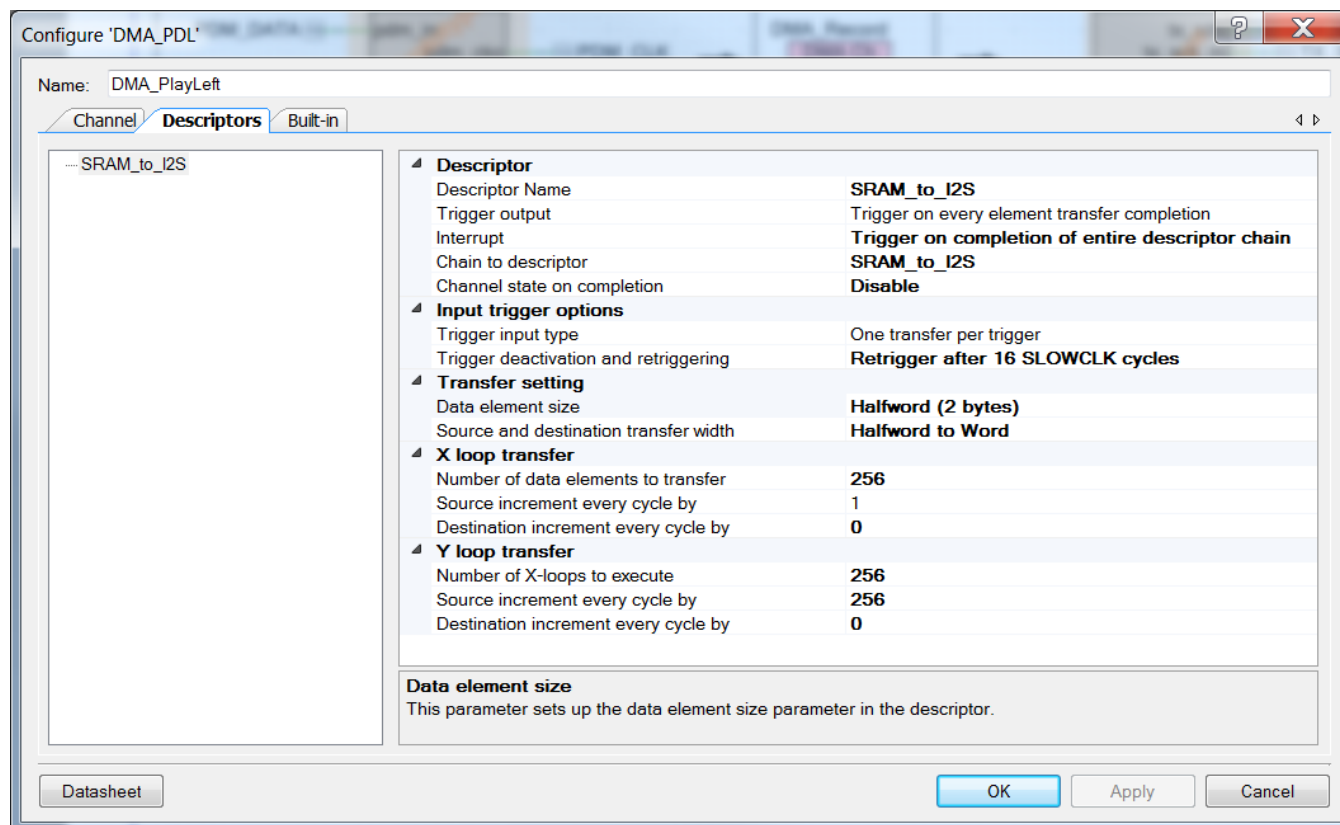 Configure 'DMA_PDL'
Name: DMA_PlayLeft
Channel Descriptors Built-in
SRAM_to_I2S
Descriptor
Descriptor Name SRAM_to_I2S
Trigger output Trigger on every element transfer completion
Interrupt Trigger on completion of entire descriptor chain
Chain to descriptor SRAM_to_I2S
Channel state on completion Disable
Input trigger options
Trigger input type One transfer per trigger
Trigger deactivation and retriggering Retrigger after 16 SLOWCLK cycles
Transfer setting
Data element size Halfword (2 bytes)
Source and destination transfer width Halfword to Word
X loop transfer
Number of data elements to transfer 256
Source increment every cycle by 1
Destination increment every cycle by 0
Y loop transfer
Number of X-loops to execute 256
Source increment every cycle by 256
Destination increment every cycle by 0
Data element size
This parameter sets up the data element size parameter in the descriptor.
Datasheet OK Apply Cancel